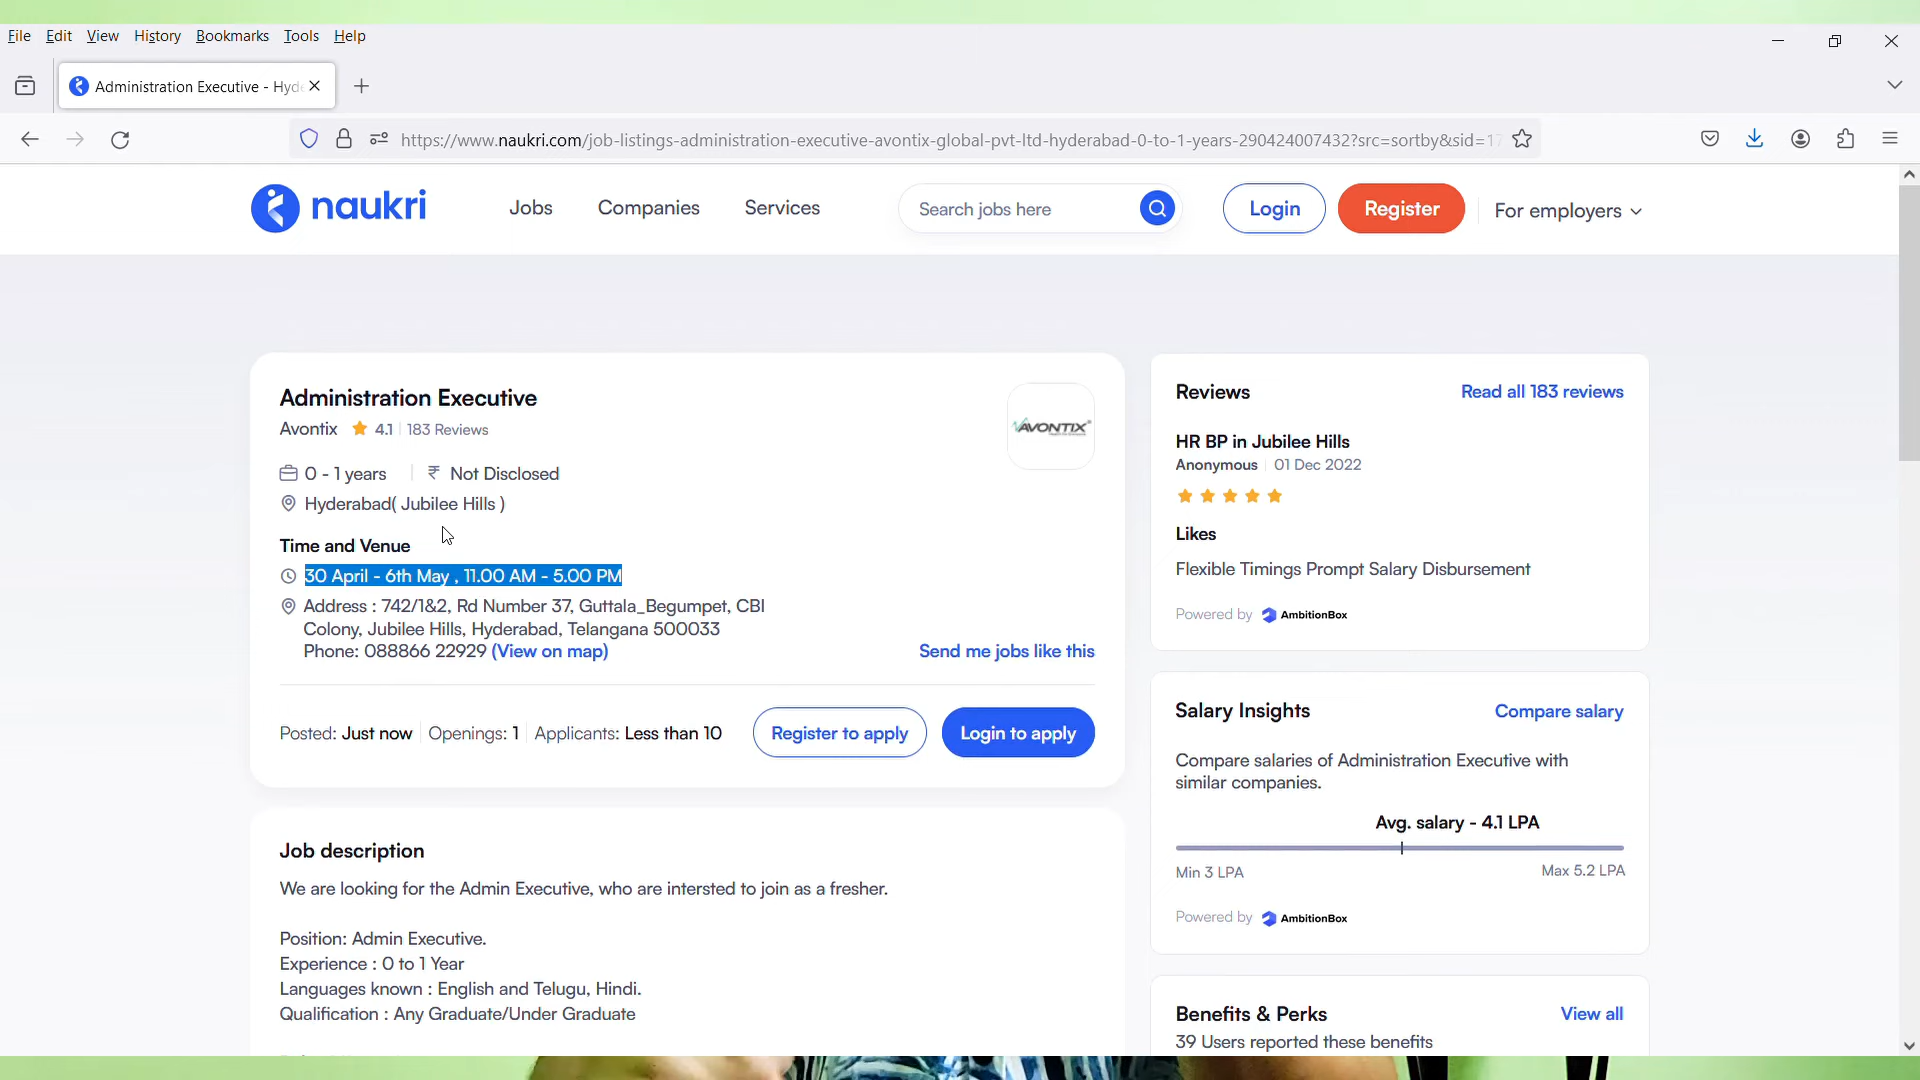 File Edit View History Bookmarks Tools Help
Administration Executive - Hyd
https://www.naukri.com/job-listings-administration-executive-avontix-global-pvt-ltd-hyderabad-0-to-1-years-290424007432?src=sortby&sid=17
naukri
Jobs Companies Services
Search jobs here
Login
Register
For employers
Administration Executive
Avontix 4.1 183 Reviews
AVONTIX
0 - 1 years ₹ Not Disclosed
Hyderabad( Jubilee Hills )
Time and Venue
30 April - 6th May , 11.00 AM - 5.00 PM
Address : 742/1&2, Rd Number 37, Guttala_Begumpet, CBI
Colony, Jubilee Hills, Hyderabad, Telangana 500033
Phone: 088866 22929 (View on map)
Send me jobs like this
Posted: Just now Openings: 1 Applicants: Less than 10
Register to apply
Login to apply
Job description
We are looking for the Admin Executive, who are intersted to join as a fresher.
Position: Admin Executive.
Experience : 0 to 1 Year
Languages known : English and Telugu, Hindi.
Qualification : Any Graduate/Under Graduate
Reviews
Read all 183 reviews
HR BP in Jubilee Hills
Anonymous 01 Dec 2022
Likes
Flexible Timings Prompt Salary Disbursement
Powered by AmbitionBox
Salary Insights
Compare salary
Compare salaries of Administration Executive with
similar companies.
Avg. salary - 4.1 LPA
Min 3 LPA
Max 5.2 LPA
Powered by AmbitionBox
Benefits & Perks
View all
39 Users reported these benefits